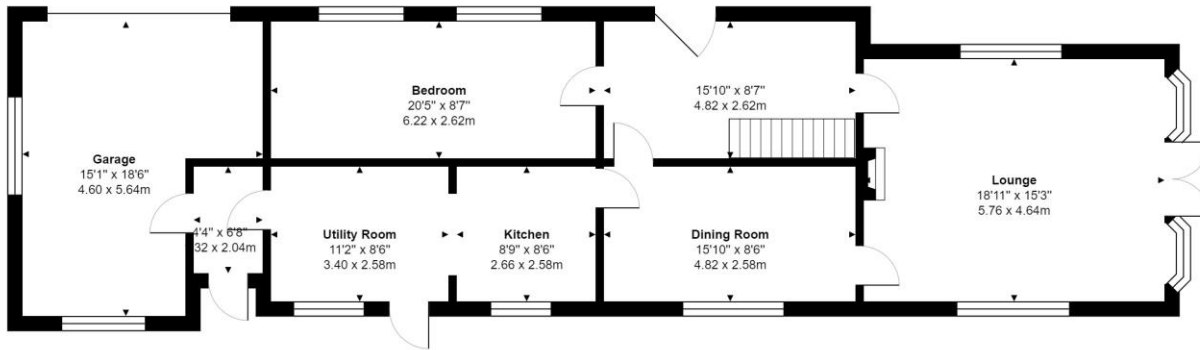 Bedroom
20'5" x 8'7"
6.22 x 2.62m
15'10" x 8'7"
4.82 x 2.62m
Garage
15'1" x 18'6"
4.60 x 5.64m
Lounge
18'11" x 15'3"
5.76 x 4.64m
4'4" x 6'8"
32 x 2.04m
Utility Room
11'2" x 8'6"
3.40 x 2.58m
Kitchen
8'9" x 8'6"
2.66 x 2.58m
Dining Room
15'10" x 8'6"
4.82 x 2.58m